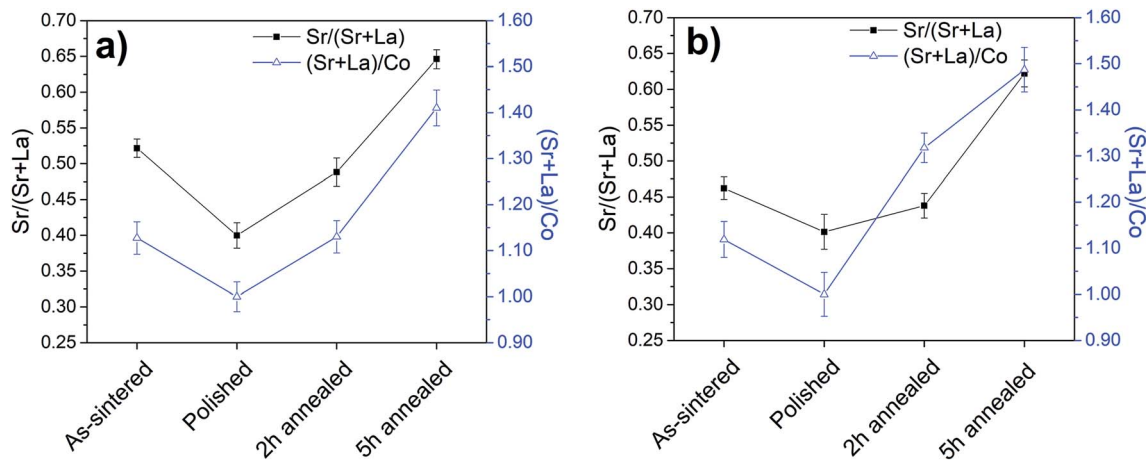 a)
Sr/(Sr+La)
(Sr+La)/Co
0.70
0.65
0.60
0.55
0.50
0.45
0.40
0.35
0.30
0.25
Sr/(Sr+La)
1.60
1.50
1.40
1.30
1.20
1.10
1.00
0.90
(Sr+La)/Co
As-sintered
Polished
2h annealed
5h annealed
b)
Sr/(Sr+La)
(Sr+La)/Co
0.70
0.65
0.60
0.55
0.50
0.45
0.40
0.35
0.30
0.25
Sr/(Sr+La)
1.60
1.50
1.40
1.30
1.20
1.10
1.00
0.90
(Sr+La)/Co
As-sintered
Polished
2h annealed
5h annealed